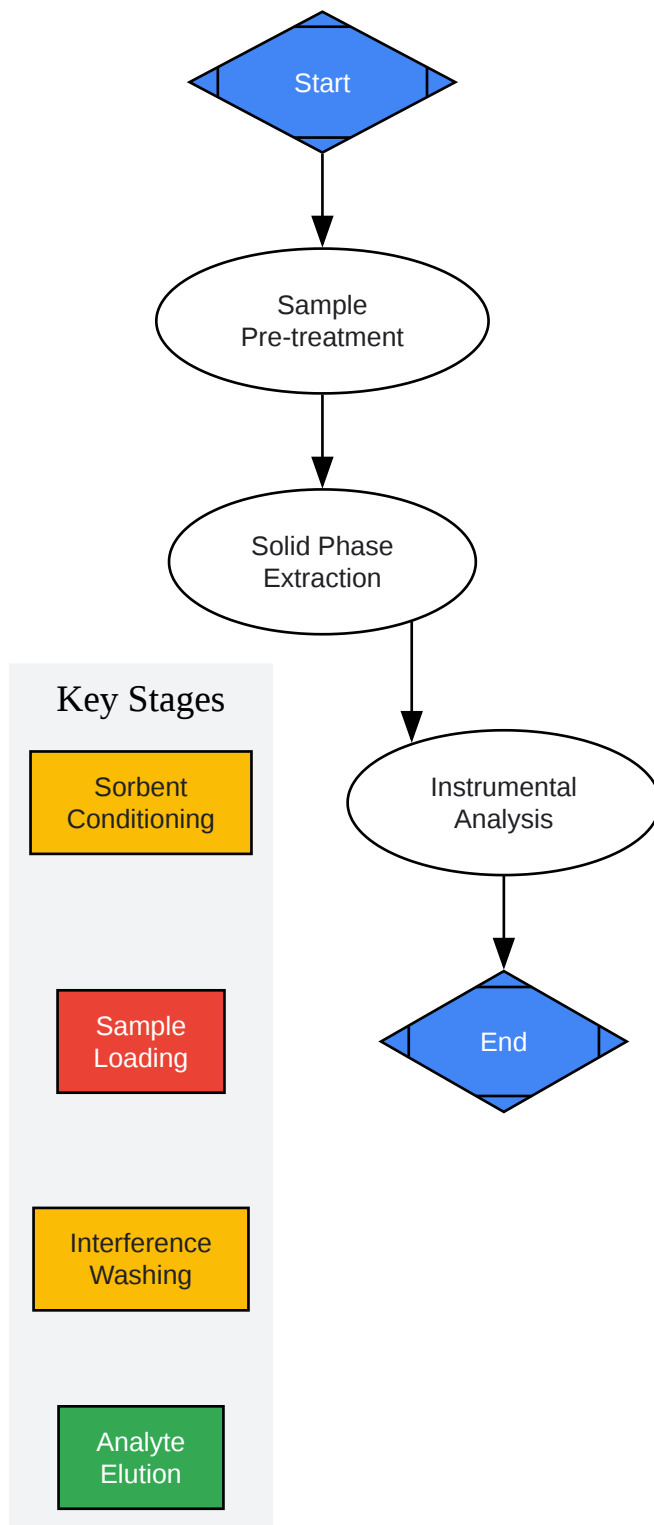 Start
Sample
Pre-treatment
Solid Phase
Extraction
Key Stages
Sorbent
Conditioning
Instrumental
Analysis
Sample
Loading
End
Interference
Washing
Analyte
Elution